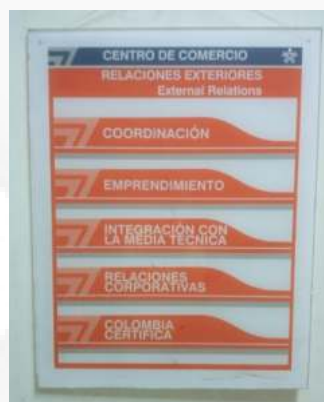 CENTRO DE COMERCIO
RELACIONES EXTERIORES
External Relations
COORDINACIÓN
EMPRENDIMIENTO
INTEGRACIÓN CON
LA MEDIA TÉCNICA
RELACIONES
CORPORATIVAS
COLOMBIA
CERTIFICA